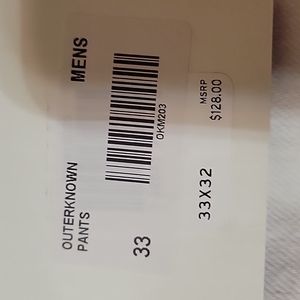 MENS
OUTERKNOWN
PANTS
OKM203
33
MSRP
$128.00
33X32